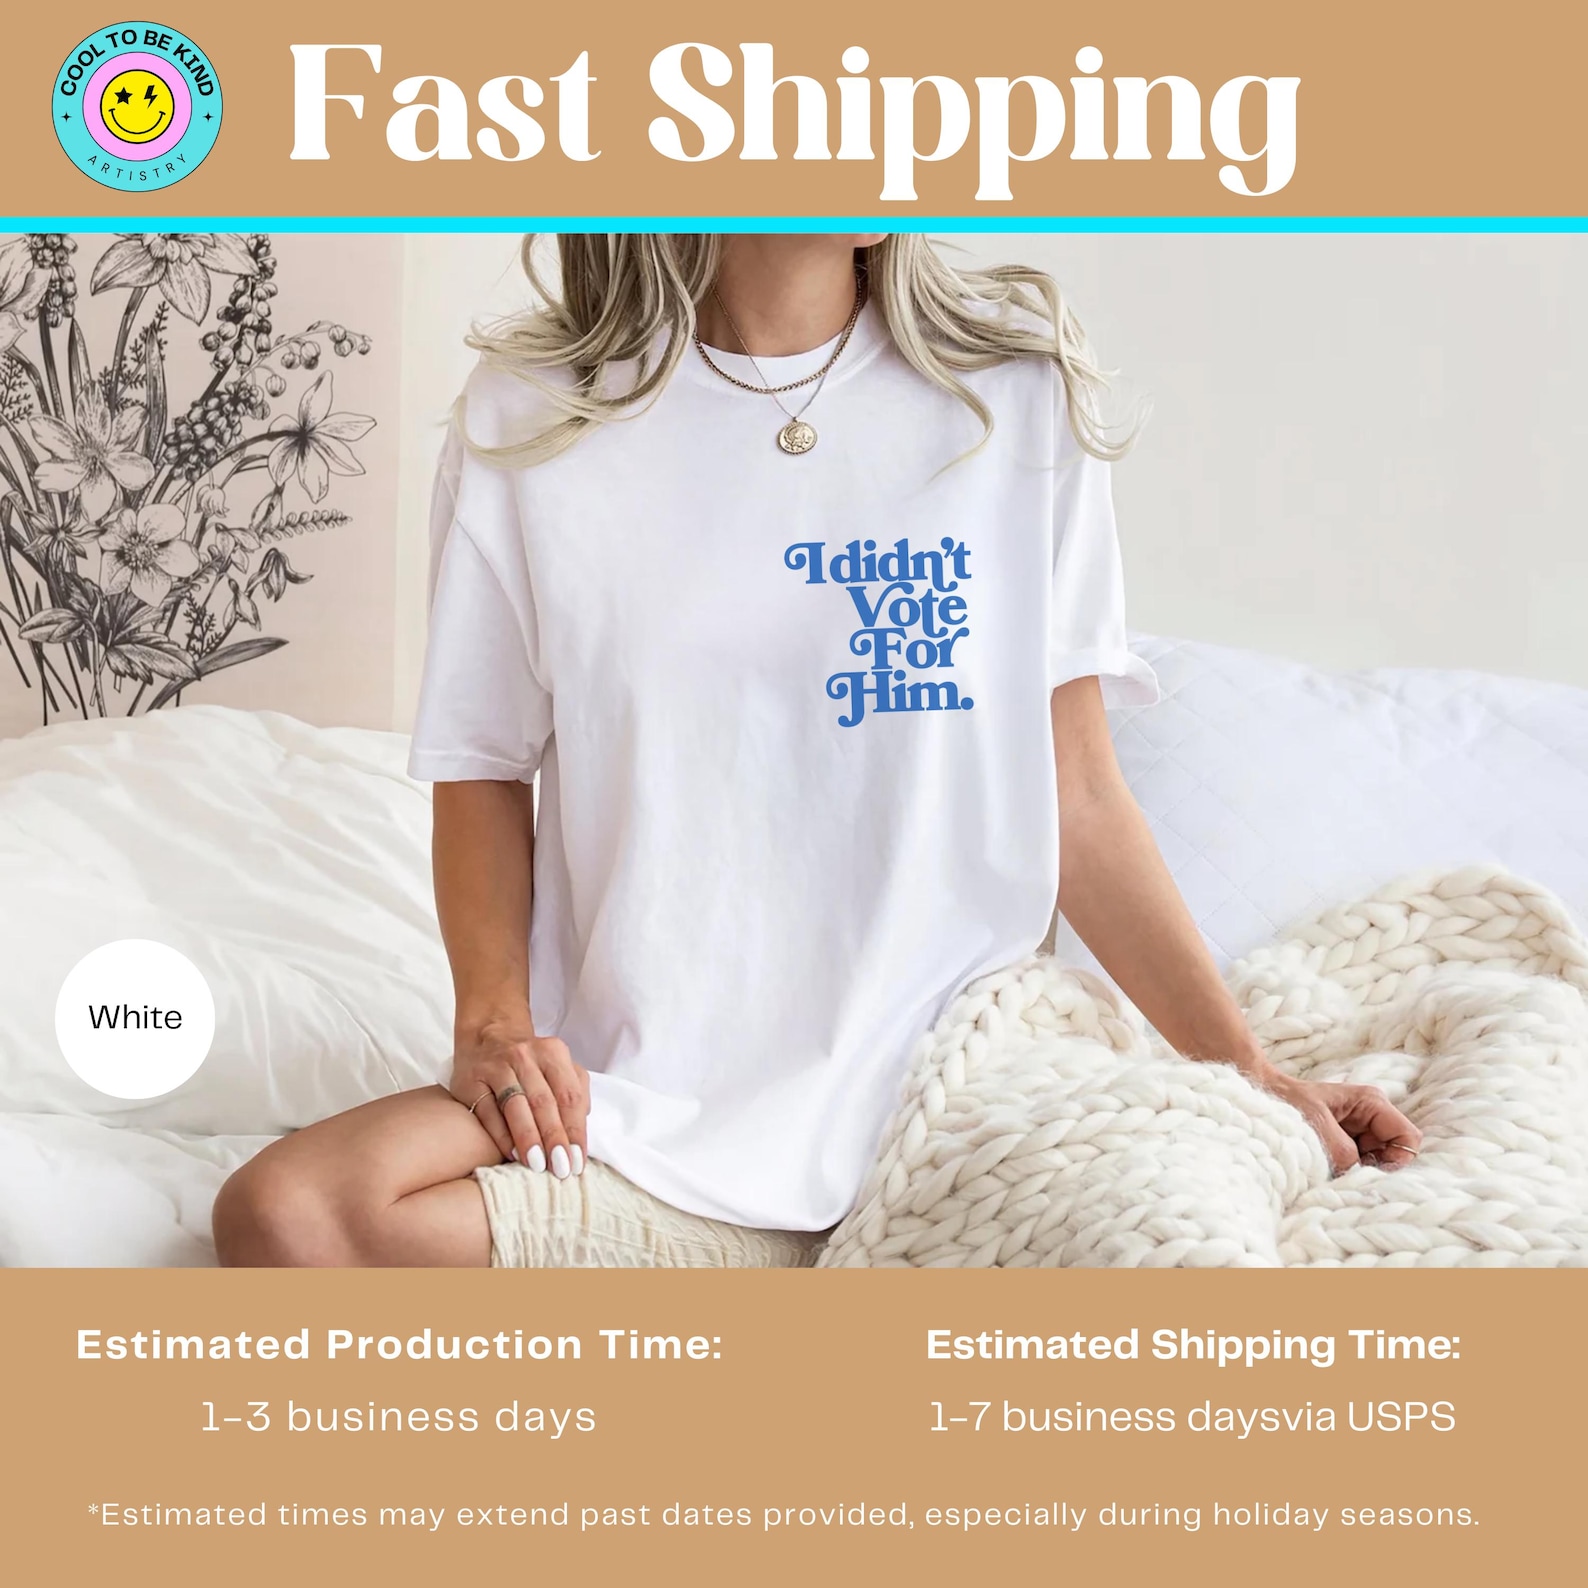 COOL TO BE KIND
ARTISTRY
Fast Shipping
I didn't
Vote
For
Him.
White
Estimated Production Time:
1-3 business days
Estimated Shipping Time:
1-7 business daysvia USPS
*Estimated times may extend past dates provided, especially during holiday seasons.